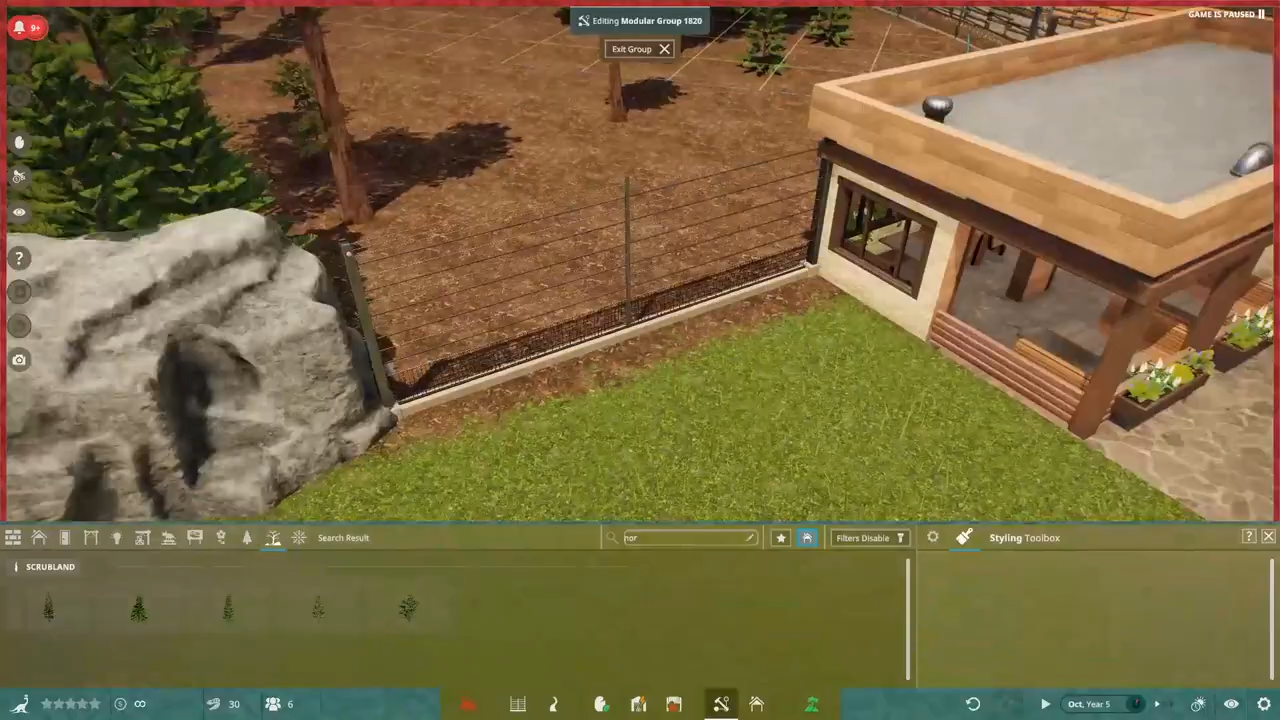 9+
Editing Modular Group 1820
Exit Group
GAME IS PAUSED
?
Search Result
nor
Filters Disable
Styling Toolbox
?
SCRUBLAND
30
6
Oct, Year 5